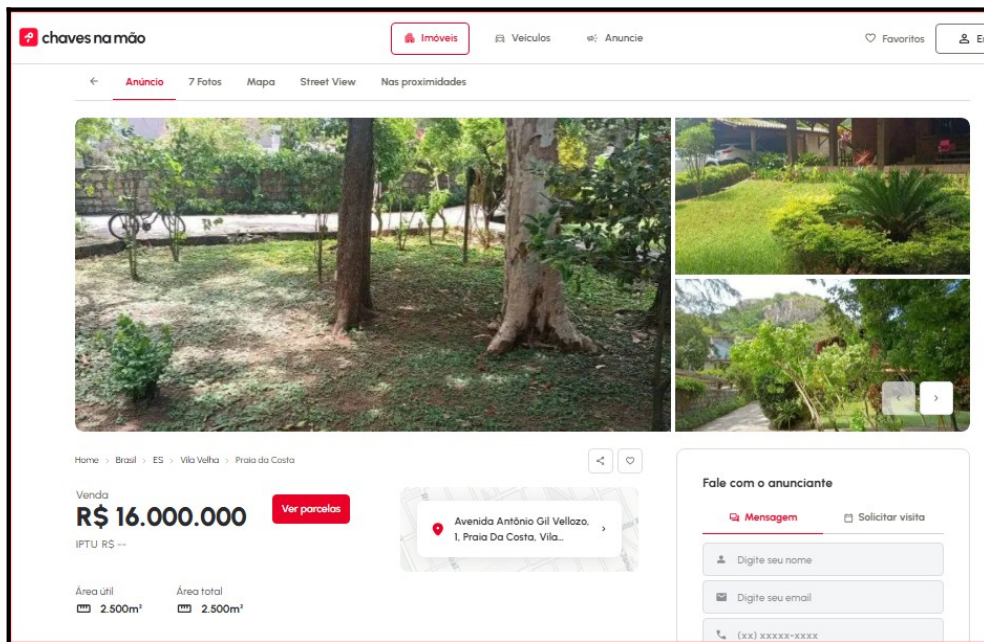 chaves na mão
Imóveis
Veículos
Anuncie
Favoritos
Anúncio
7 Fotos
Mapa
Street View
Nas proximidades
Home > Brasil > ES > Vila Velha > Praia da Costa
Venda
R$ 16.000.000
Ver parcelas
IPTU R$ --
Avenida Antônio Gil Vellozo,
1, Praia Da Costa, Vila...
Área útil
2.500m²
Área total
2.500m²
Fale com o anunciante
Mensagem
Solicitar visita
Digite seu nome
Digite seu email
(xx) xxxxx-xxxx